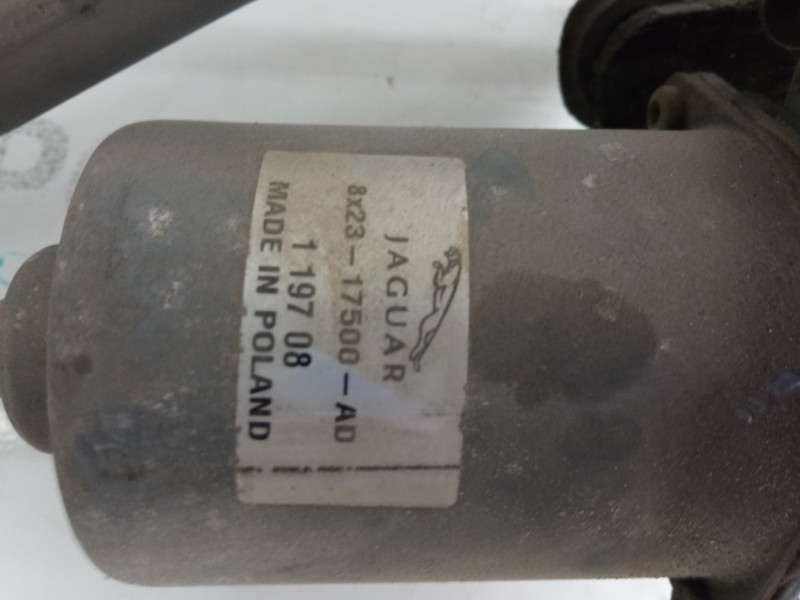 JAGUAR
8x23-17500-AD
1 197 08
MADE IN POLAND